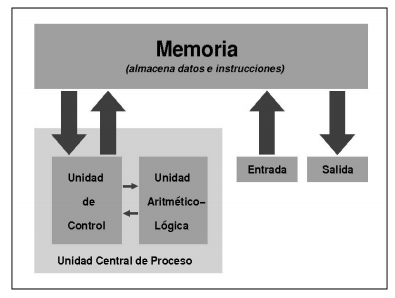 Memoria
(almacena datos e instrucciones)
Unidad
de
Control
Unidad
Aritmético–
Lógica
Entrada
Salida
Unidad Central de Proceso